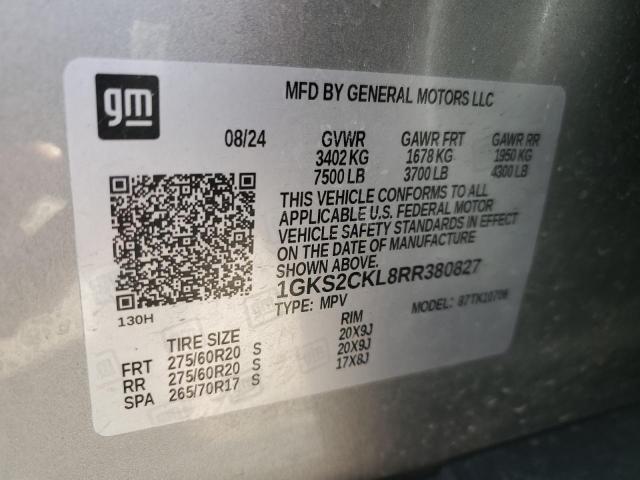 gm
MFD BY GENERAL MOTORS LLC
08/24 GVWR GAWR FRT GAWR RR
3402 KG 1678 KG 1950 KG
7500 LB 3700 LB 4300 LB
THIS VEHICLE CONFORMS TO ALL
APPLICABLE U.S. FEDERAL MOTOR
VEHICLE SAFETY STANDARDS IN EFFECT
ON THE DATE OF MANUFACTURE
SHOWN ABOVE.
1GKS2CKL8RR380827
130H TYPE: MPV MODEL:
TIRE SIZE RIM
FRT 275/60R20 S 20X9J
RR 275/60R20 S 20X9J
SPA 265/70R17 S 17X8J